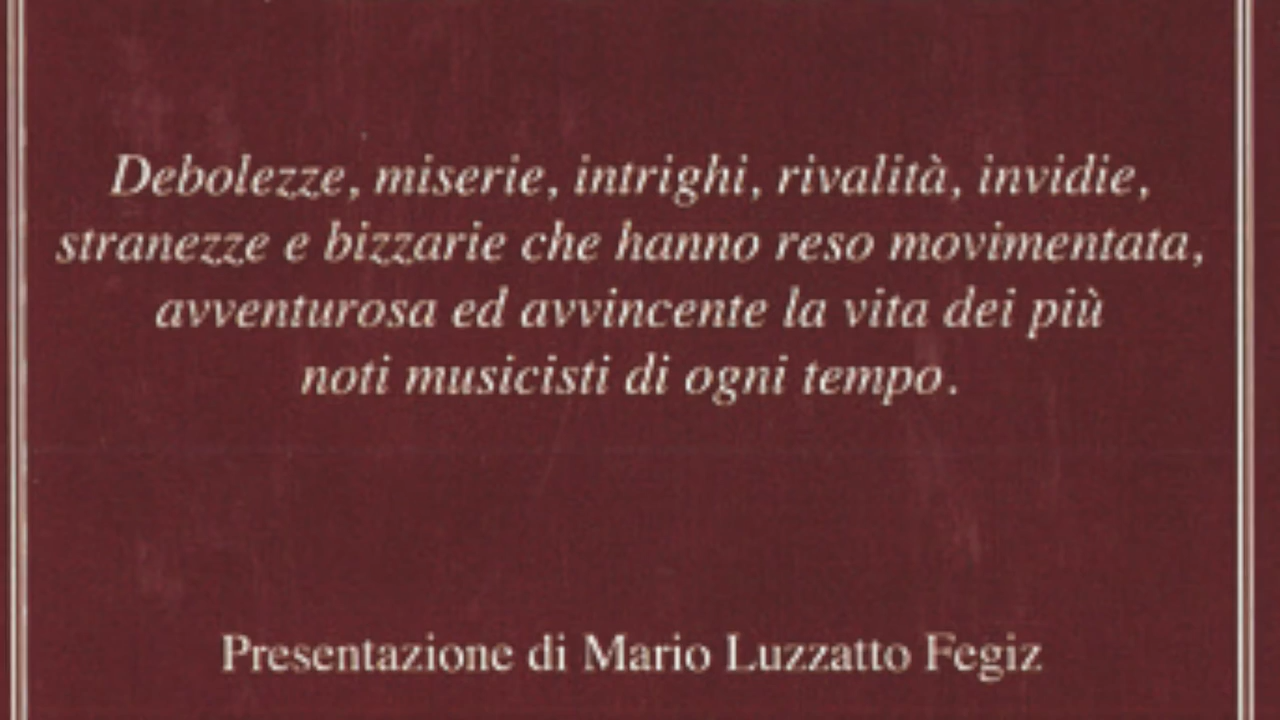 Debolezze, miserie, intrighi, rivalità, invidie,
stranezze e bizzarie che hanno reso movimentata,
avventurosa ed avvincente la vita dei più
noti musicisti di ogni tempo.
Presentazione di Mario Luzzatto Fegiz